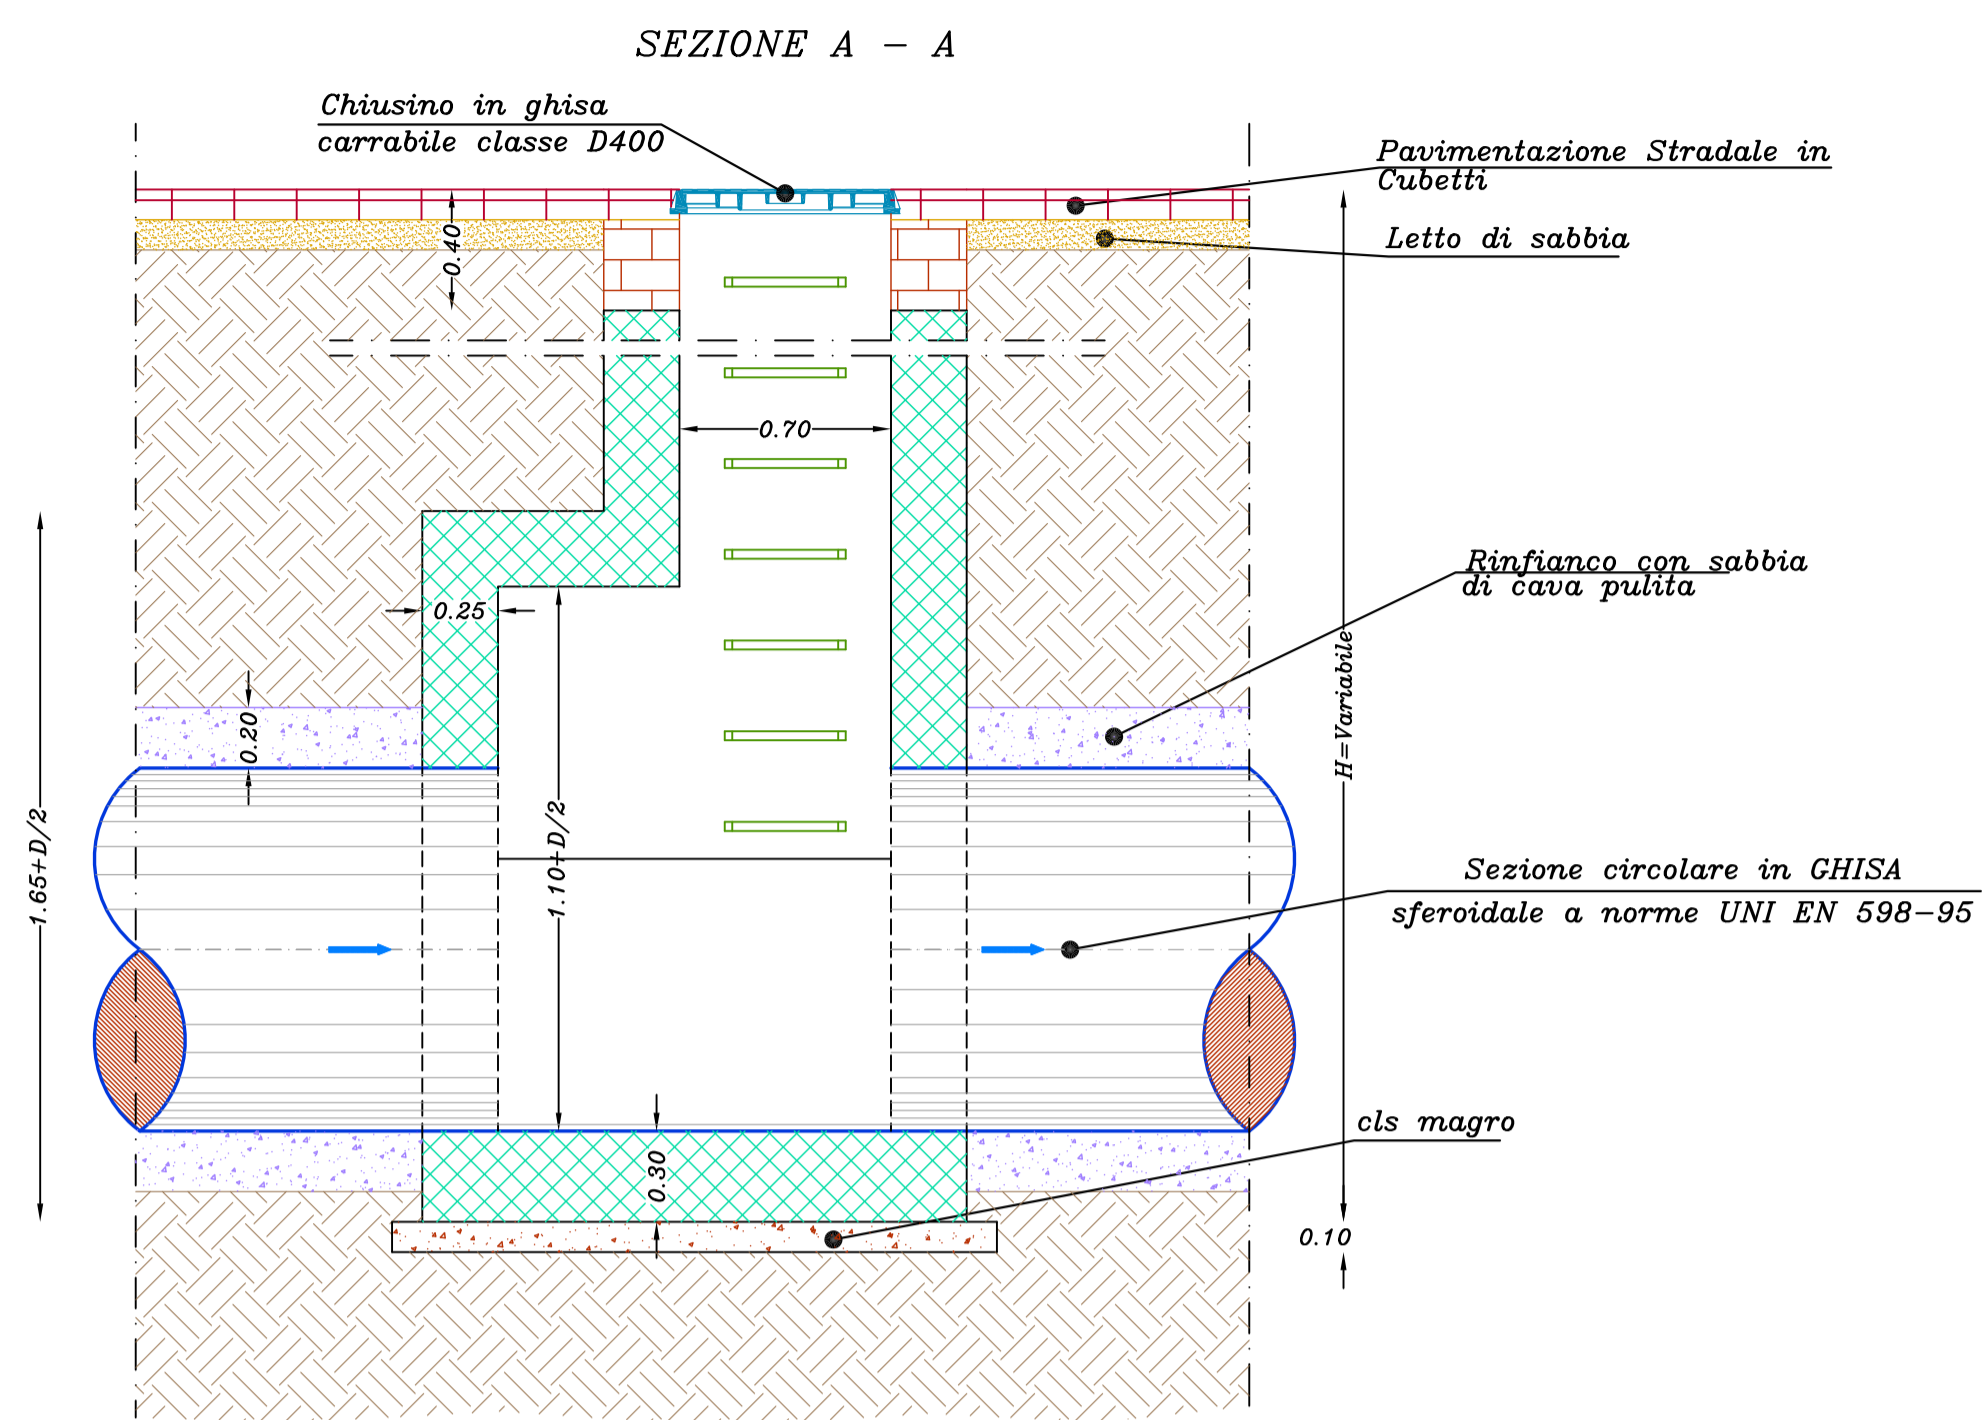 SEZIONE A - A
Chiusino in ghisa
carrabile classe D400
Pavimentazione Stradale in
Cubetti
Letto di sabbia
0.40
0.70
Rinfianco con sabbia
di cava pulita
0.25
H=Variabile
0.20
1.65+D/2
1.10+D/2
Sezione circolare in GHISA
sferoidale a norme UNI EN 598-95
cls magro
0.30
0.10